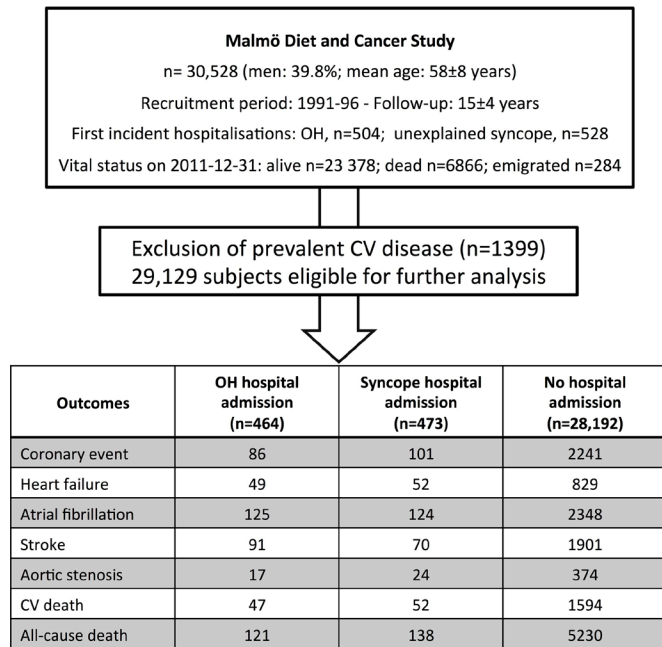 Malmö Diet and Cancer Study
n= 30,528 (men: 39.8%; mean age: 58±8 years)
Recruitment period: 1991-96 - Follow-up: 15±4 years
First incident hospitalisations: OH, n=504; unexplained syncope, n=528
Vital status on 2011-12-31: alive n=23 378; dead n=6866; emigrated n=284
Exclusion of prevalent CV disease (n=1399)
29,129 subjects eligible for further analysis
Outcomes
OH hospital
admission
(n=464)
Syncope hospital
admission
(n=473)
No hospital
admission
(n=28,192)
Coronary event 86 101 2241
Heart failure 49 52 829
Atrial fibrillation 125 124 2348
Stroke 91 70 1901
Aortic stenosis 17 24 374
CV death 47 52 1594
All-cause death 121 138 5230